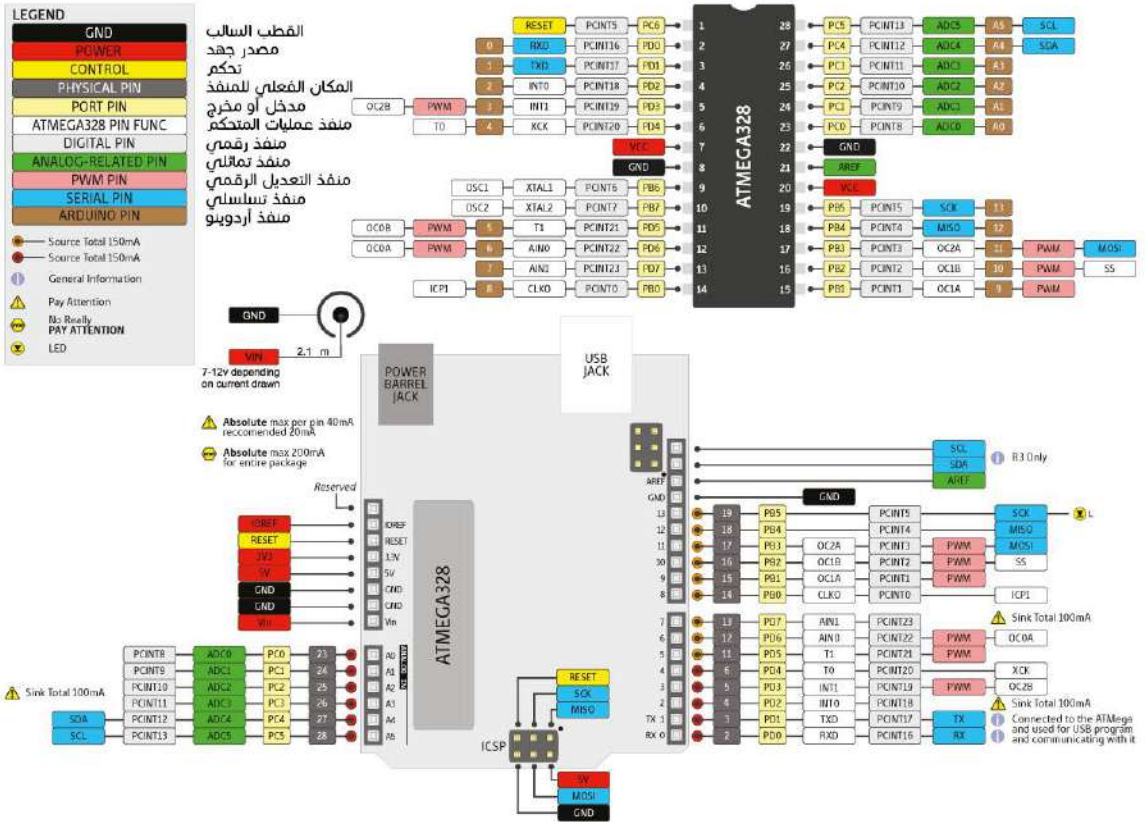 LEGEND
GND القطب السالب
POWER مصدر جهد
CONTROL تحكم
PHYSICAL PIN المكان الفعلي للمنفذ
PORT PIN مدخل أو مخرج
ATMEGA328 PIN FUNC منفذ عمليات المتحكم
DIGITAL PIN منفذ رقمي
ANALOG-RELATED PIN منفذ تماثلي
PWM PIN منفذ التعديل الرقمي
SERIAL PIN منفذ تسلسلي
ARDUINO PIN منفذ أردوينو
Source Total 150mA
Source Total 150mA
General Information
Pay Attention
No Really
PAY ATTENTION
LED
ATMEGA328
RESET PCINT5 PC6 1
0 RXD PCINT16 PD0 2
1 TXD PCINT17 PD1 3
2 INT0 PCINT18 PD2 4
OC2B PWM 3 INT1 PCINT19 PD3 5
T0 4 XCK PCINT20 PD4 6
VCC 7
GND 8
OSC1 XTAL1 PCINT6 PB6 9
OSC2 XTAL2 PCINT7 PB7 10
OC0B PWM 5 T1 PCINT21 PD5 11
OC0A PWM 6 AIN0 PCINT22 PD6 12
7 AIN1 PCINT23 PD7 13
ICP1 8 CLKO PCINT0 PB0 14
28 PC5 PCINT13 ADC5 A5 SCL
27 PC4 PCINT12 ADC4 A4 SDA
26 PC3 PCINT11 ADC3 A3
25 PC2 PCINT10 ADC2 A2
24 PC1 PCINT9 ADC1 A1
23 PC0 PCINT8 ADC0 A0
22 GND
21 AREF
20 VCC
19 PB5 PCINT5 SCK 13
18 PB4 PCINT4 MISO 12
17 PB3 PCINT3 OC2A 11 PWM MOSI
16 PB2 PCINT2 OC1B 10 PWM SS
15 PB1 PCINT1 OC1A 9 PWM
GND
VIN 2.1 m
7-12v depending
on current drawn
POWER
BARREL
JACK
USB
JACK
Absolute max per pin 40mA
reccomended 20mA
Absolute max 200mA
for entire package
Reserved
IOREF IOREF
RESET RESET
3V3 3.3V
5V 5V
GND GND
GND GND
Vin Vin
ATMEGA328
PCINT8 ADC0 PC0 23 A0
PCINT9 ADC1 PC1 24 A1
PCINT10 ADC2 PC2 25 A2
PCINT11 ADC3 PC3 26 A3
SDA PCINT12 ADC4 PC4 27 A4
SCL PCINT13 ADC5 PC5 28 A5
Sink Total 100mA
SCL
SDA
R3 Only
AREF AREF
GND GND
13 19 PB5 PCINT5 SCK L
12 18 PB4 PCINT4 MISO
11 17 PB3 OC2A PCINT3 PWM MOSI
10 16 PB2 OC1B PCINT2 PWM SS
9 15 PB1 OC1A PCINT1 PWM
8 14 PB0 CLKO PCINT0 ICP1
Sink Total 100mA
7 13 PD7 AIN1 PCINT23
6 12 PD6 AIN0 PCINT22 PWM OC0A
5 11 PD5 T1 PCINT21 PWM
4 6 PD4 T0 PCINT20 XCK
3 5 PD3 INT1 PCINT19 PWM OC2B
2 4 PD2 INT0 PCINT18
TX 1 3 PD1 TXD PCINT17 TX
RX 0 2 PD0 RXD PCINT16 RX
Sink Total 100mA
Connected to the ATMega
and used for USB program
and communicating with it
RESET
SCK
MISO
ICSP
5V
MOSI
GND